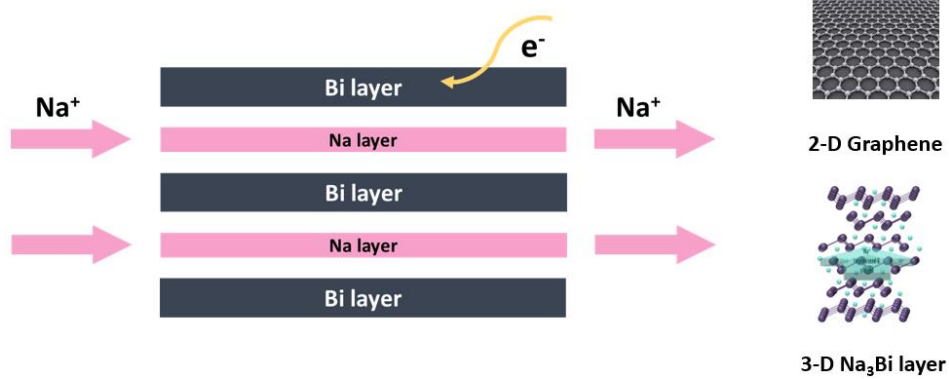 e⁻
Bi layer
Na⁺
Na⁺
Na layer
2-D Graphene
Bi layer
Na layer
Bi layer
3-D Na₃Bi layer